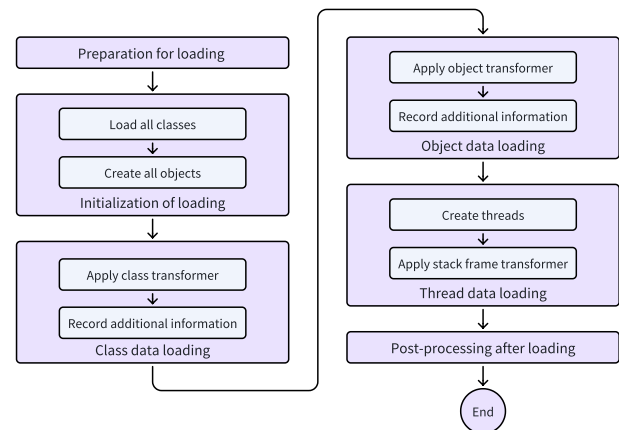 Preparation for loading
Load all classes
Create all objects
Initialization of loading
Apply class transformer
Record additional information
Class data loading
Apply object transformer
Record additional information
Object data loading
Create threads
Apply stack frame transformer
Thread data loading
Post-processing after loading
End